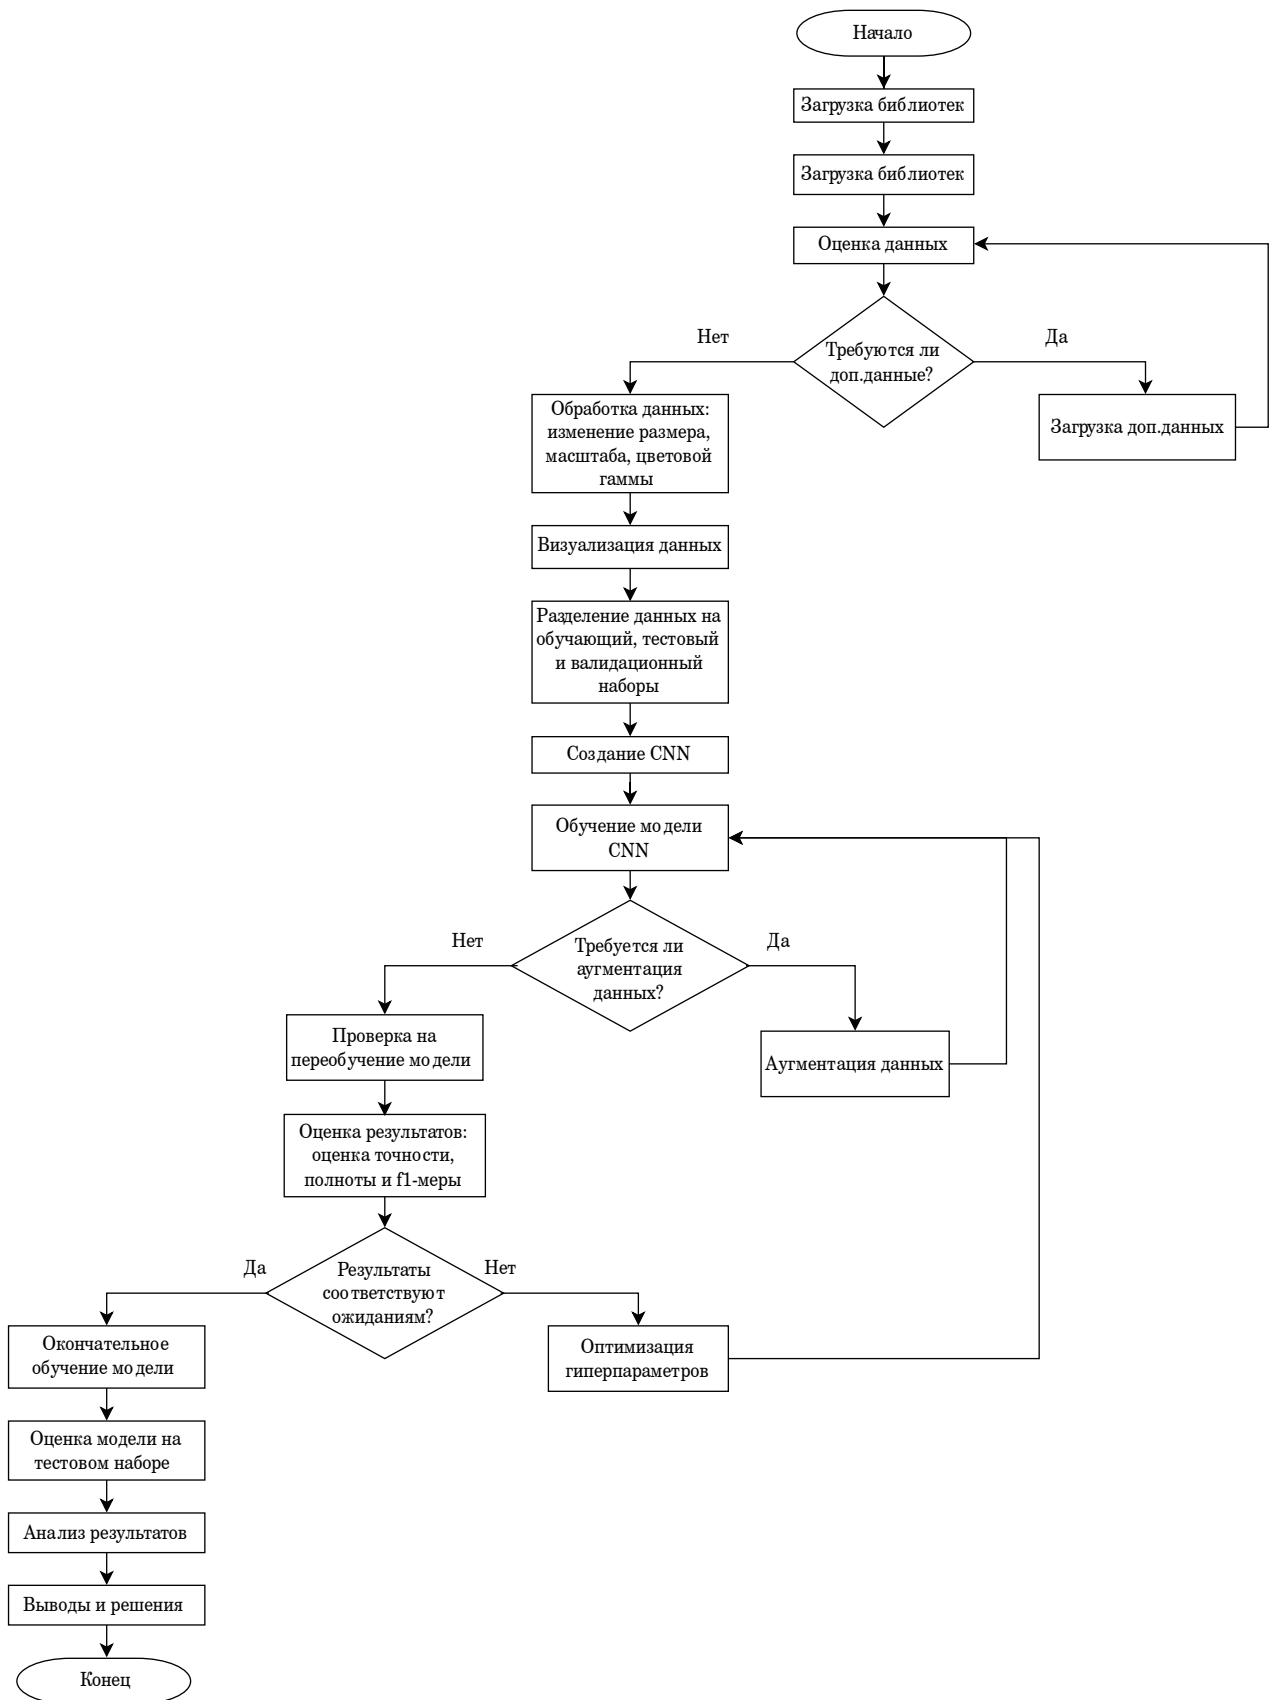 Начало
Загрузка библиотек
Загрузка библиотек
Оценка данных
Нет
Да
Требуются ли
доп.данные?
Обработка данных:
изменение размера,
масштаба, цветовой
гаммы
Загрузка доп.данных
Визуализация данных
Разделение данных на
обучающий, тестовый
и валидационный
наборы
Создание CNN
Обучение модели
CNN
Нет
Да
Требуется ли
аугментация
данных?
Проверка на
переобучение модели
Аугментация данных
Оценка результатов:
оценка точности,
полноты и f1-меры
Да
Нет
Результаты
соответствуют
ожиданиям?
Окончательное
обучение модели
Оптимизация
гиперпараметров
Оценка модели на
тестовом наборе
Анализ результатов
Выводы и решения
Конец